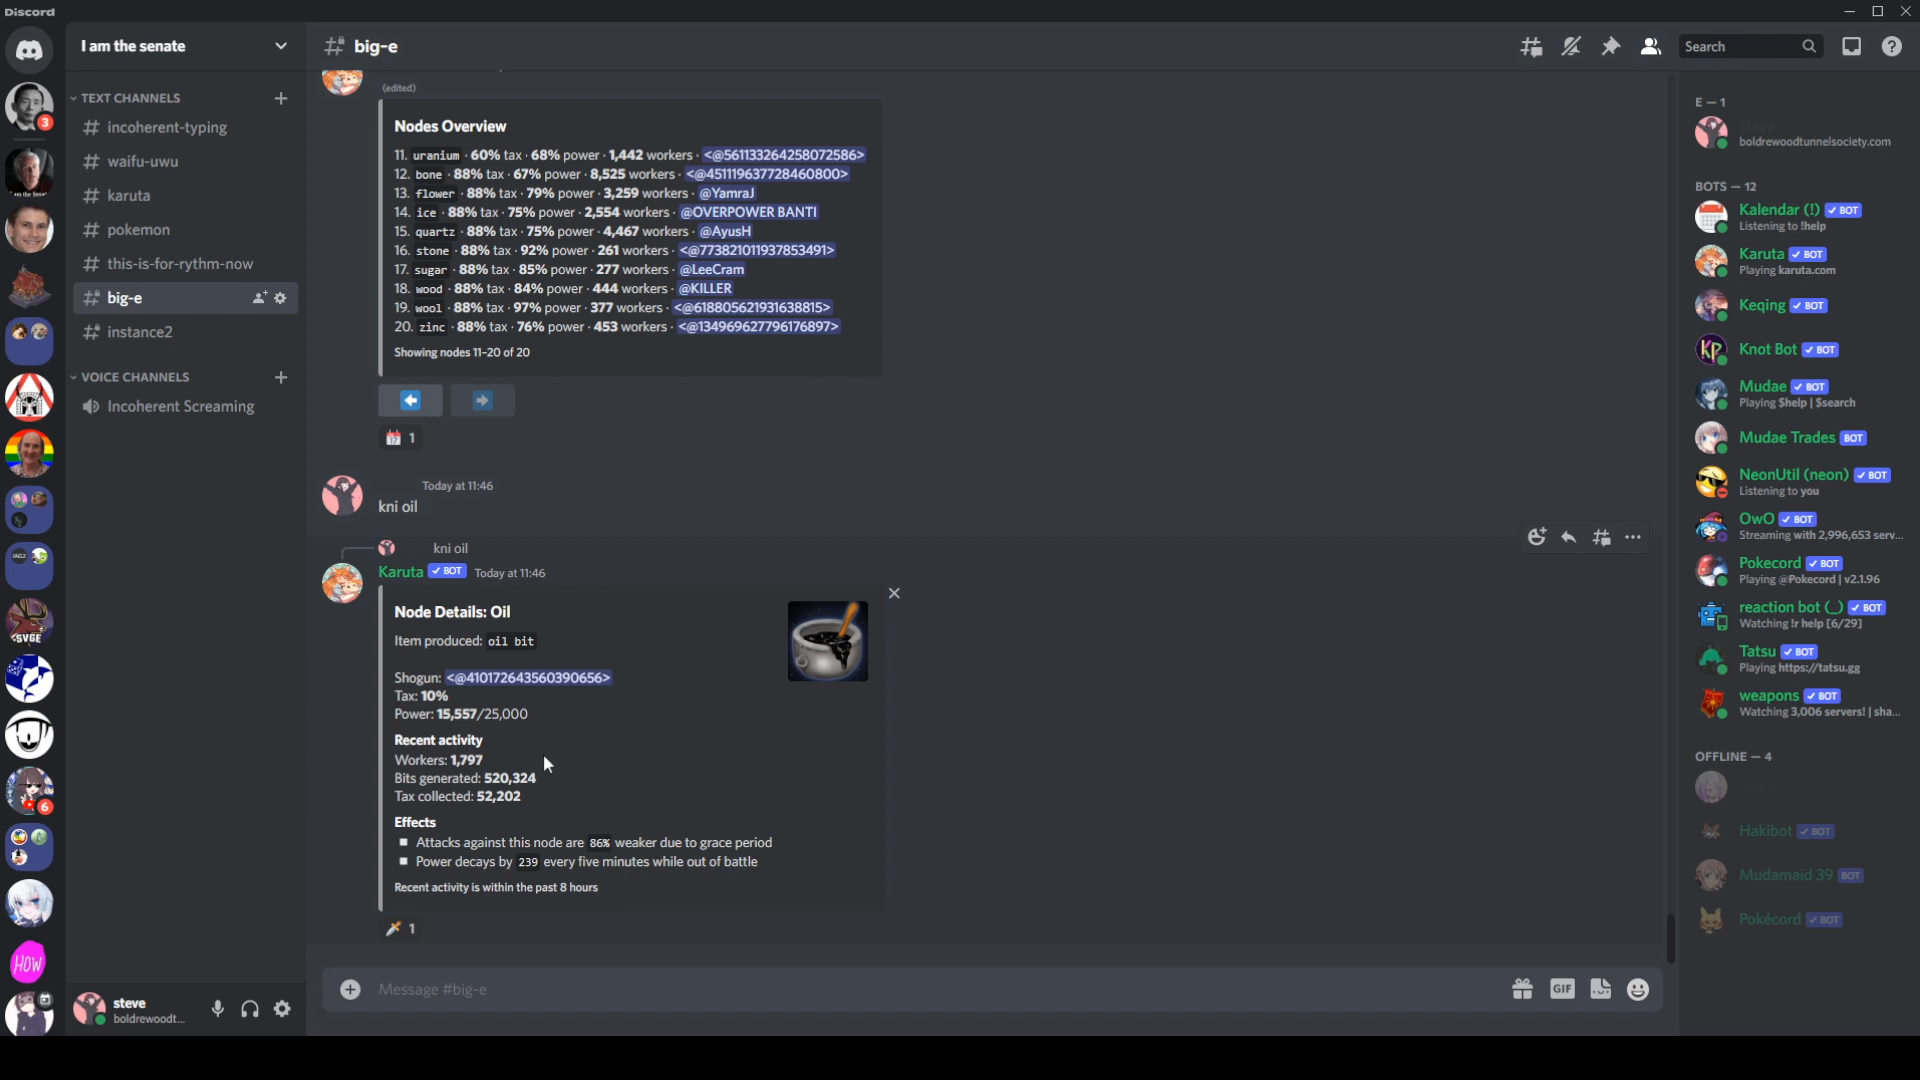 Discord
I am the senate
TEXT CHANNELS
incoherent-typing
waifu-uwu
karuta
pokemon
this-is-for-rythm-now
big-e
instance2
VOICE CHANNELS
Incoherent Screaming
steve
boldrewoodt...
3
SVGE
6
HOW
big-e
Search
(edited)
Nodes Overview
11. uranium · 60% tax · 68% power · 1,442 workers · <@561133264258072586>
12. bone · 88% tax · 67% power · 8,525 workers · <@451119637728460800>
13. flower · 88% tax · 79% power · 3,259 workers · @YamraJ
14. ice · 88% tax · 75% power · 2,554 workers · @OVERPOWER BANTI
15. quartz · 88% tax · 75% power · 4,467 workers · @AyusH
16. stone · 88% tax · 92% power · 261 workers · <@773821011937853491>
17. sugar · 88% tax · 85% power · 277 workers · @LeeCram
18. wood · 88% tax · 84% power · 444 workers · @KILLER
19. wool · 88% tax · 97% power · 377 workers · <@618805621931638815>
20. zinc · 88% tax · 76% power · 453 workers · <@134969627796176897>
Showing nodes 11-20 of 20
1
Today at 11:46
kni oil
kni oil
Karuta ✓ BOT Today at 11:46
Node Details: Oil
Item produced: oil bit
Shogun: <@410172643560390656>
Tax: 10%
Power: 15,557/25,000
Recent activity
Workers: 1,797
Bits generated: 520,324
Tax collected: 52,202
Effects
Attacks against this node are 86% weaker due to grace period
Power decays by 239 every five minutes while out of battle
Recent activity is within the past 8 hours
1
Message #big-e
GIF
E — 1
boldrewoodtunnelsociety.com
BOTS — 12
Kalendar (!) ✓ BOT
Listening to !help
Karuta ✓ BOT
Playing karuta.com
Keqing ✓ BOT
Knot Bot ✓ BOT
Mudae ✓ BOT
Playing $help | $search
Mudae Trades BOT
NeonUtil (neon) ✓ BOT
Listening to you
OwO ✓ BOT
Streaming with 2,996,653 serv...
Pokecord ✓ BOT
Playing @Pokecord | v2.1.96
reaction bot (_) ✓ BOT
Watching !r help [6/29]
Tatsu ✓ BOT
Playing https://tatsu.gg
weapons ✓ BOT
Watching 3,006 servers! | sha...
OFFLINE — 4
Hakibot ✓ BOT
Mudamaid 39 BOT
Pokécord ✓ BOT